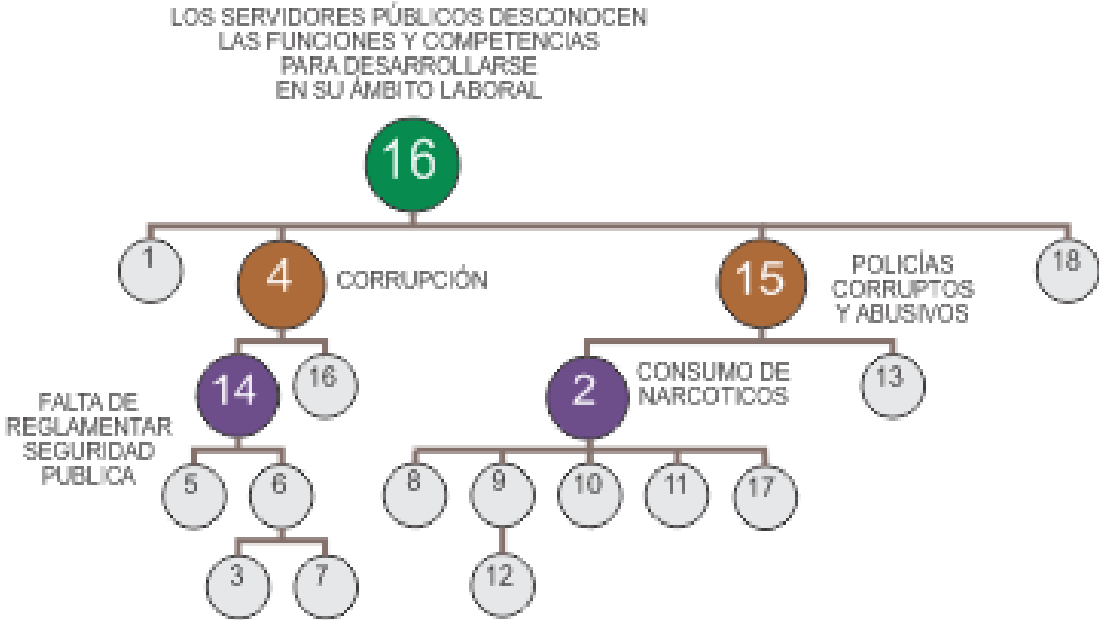 LOS SERVIDORES PÚBLICOS DESCONOCEN
LAS FUNCIONES Y COMPETENCIAS
PARA DESARROLLARSE
EN SU ÁMBITO LABORAL
16
1
4
CORRUPCIÓN
15
POLICÍAS
CORRUPTOS
Y ABUSIVOS
18
14
16
2
CONSUMO DE
NARCOTICOS
13
FALTA DE
REGLAMENTAR
SEGURIDAD
PUBLICA
5
6
8
9
10
11
17
3
7
12